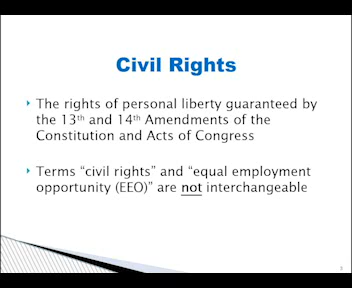 Civil Rights
The rights of personal liberty guaranteed by
the 13th and 14th Amendments of the
Constitution and Acts of Congress
Terms “civil rights” and “equal employment
opportunity (EEO)” are not interchangeable